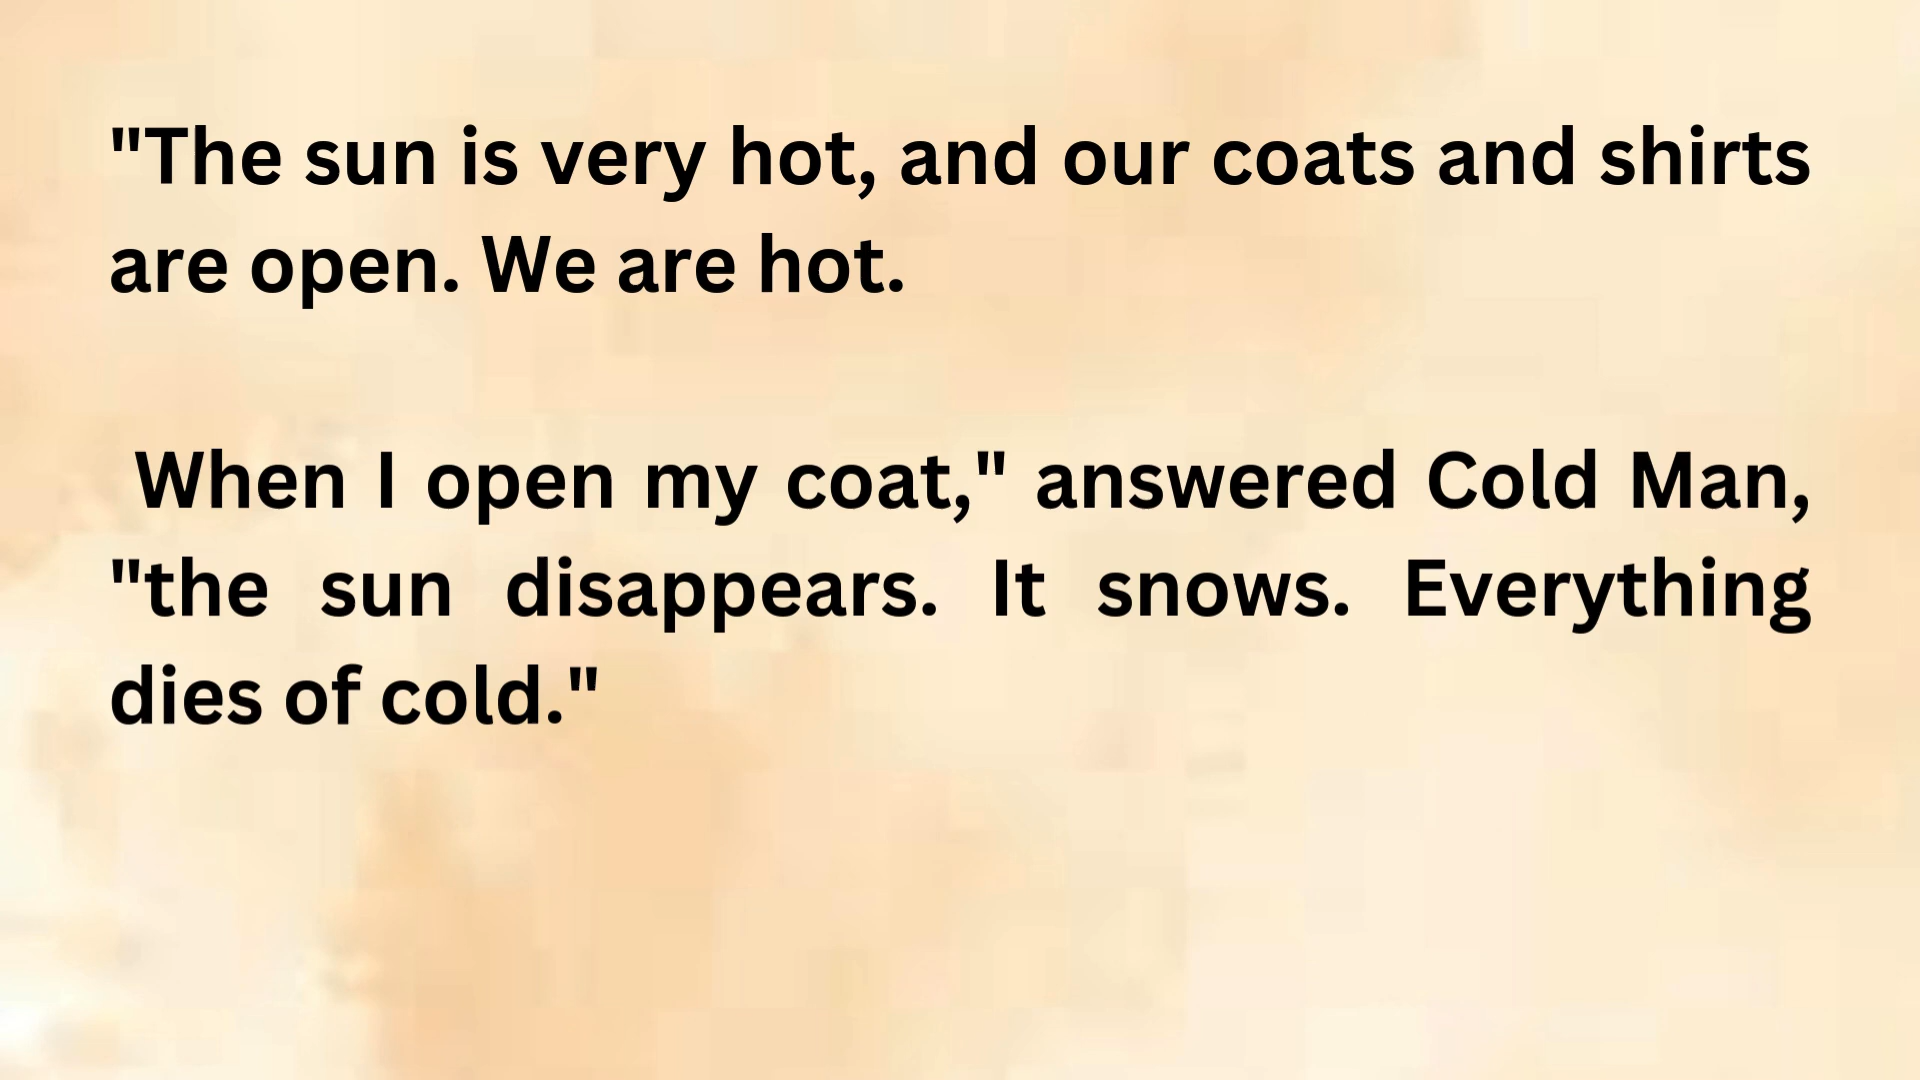 "The sun is very hot, and our coats and shirts
are open. We are hot.
When I open my coat," answered Cold Man,
"the sun disappears. It snows. Everything
dies of cold."